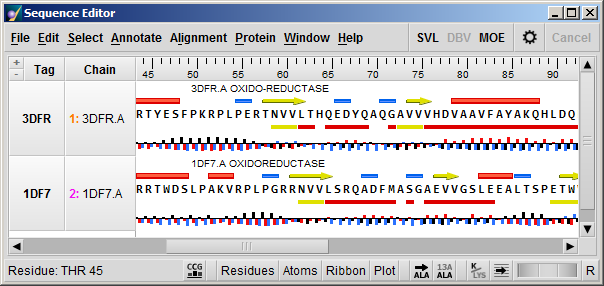 Sequence Editor
File Edit Select Annotate Alignment Protein Window Help SVL DBV MOE Cancel
+ - Tag Chain 45 50 55 60 65 70 75 80 85 90
3DFR.A OXIDO-REDUCTASE
3DFR 1: 3DFR.A RTYESFPKRPLPERTNVVLTHQEDYQAQGAVVVHDVAAVFAYAKQHLDQ
1DF7.A OXIDOREDUCTASE
1DF7 2: 1DF7.A RRTWDSLPAKVRPLPGRRNVVLSRQADFMASGAEVVGSLEEALTSPETW
Residue: THR 45 CCG Residues Atoms Ribbon Plot ALA 13A ALA K LYS R